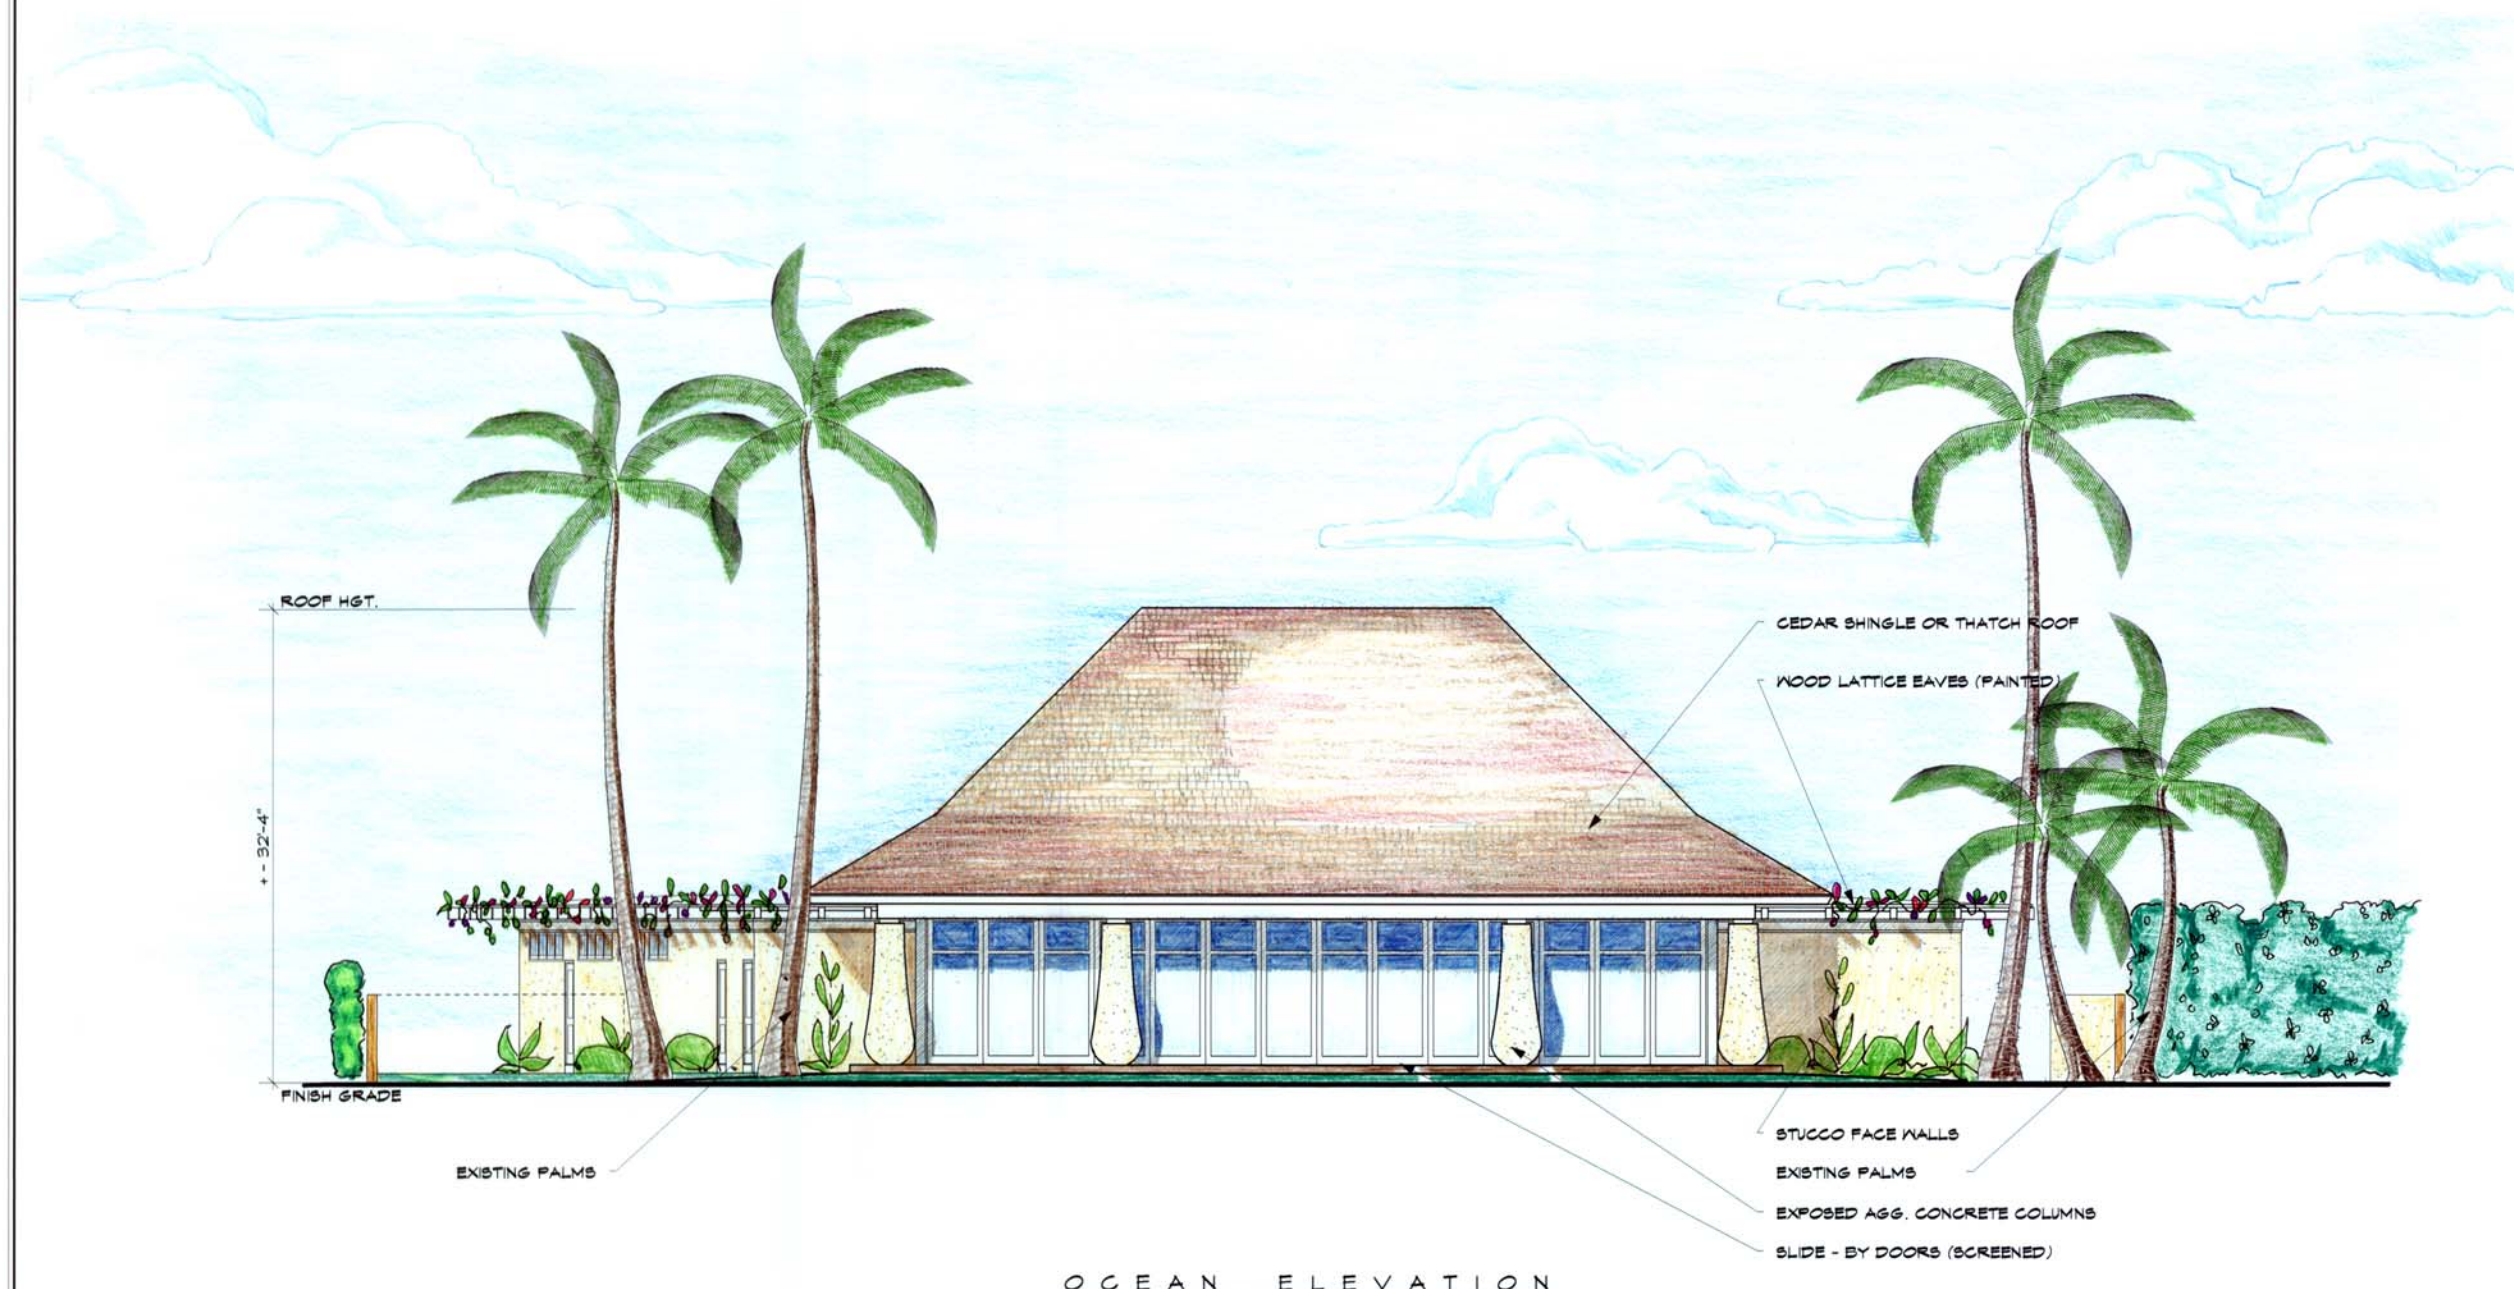 ROOF HGT.
CEDAR SHINGLE OR THATCH ROOF
WOOD LATTICE EAVES (PAINTED)
+ - 32'-4"
FINISH GRADE
STUCCO FACE WALLS
EXISTING PALMS
EXISTING PALMS
EXPOSED AGG. CONCRETE COLUMNS
SLIDE - BY DOORS (SCREENED)
OCEAN ELEVATION